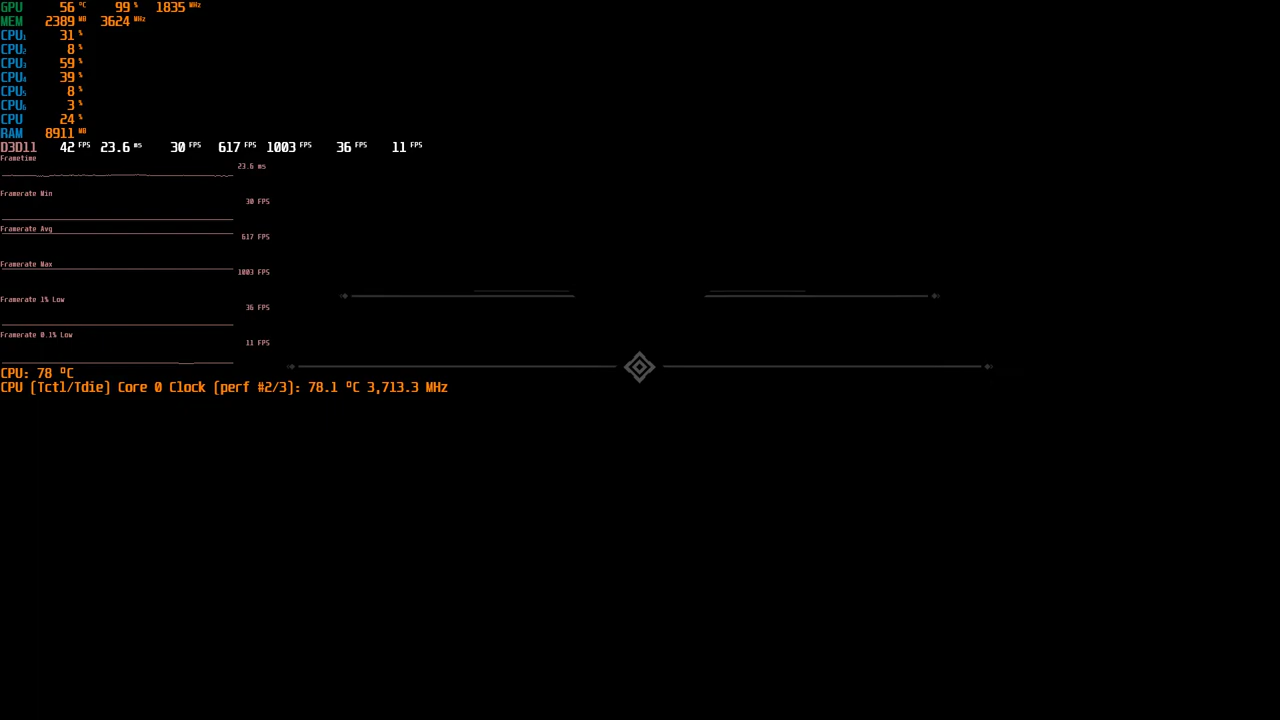 GPU 56 °C 99 % 1835 MHz
MEM 2389 MB 3624 MHz
CPU1 31 %
CPU2 8 %
CPU3 59 %
CPU4 39 %
CPU5 8 %
CPU6 3 %
CPU 24 %
RAM 8911 MB
D3D11 42 FPS 23.6 ms 30 FPS 617 FPS 1003 FPS 36 FPS 11 FPS
Frametime
23.6 ms
Framerate Min
30 FPS
Framerate Avg
617 FPS
Framerate Max
1003 FPS
Framerate 1% Low
36 FPS
Framerate 0.1% Low
11 FPS
CPU: 78 °C
CPU [Tctl/Tdie] Core 0 Clock [perf #2/3]: 78.1 °C 3,713.3 MHz